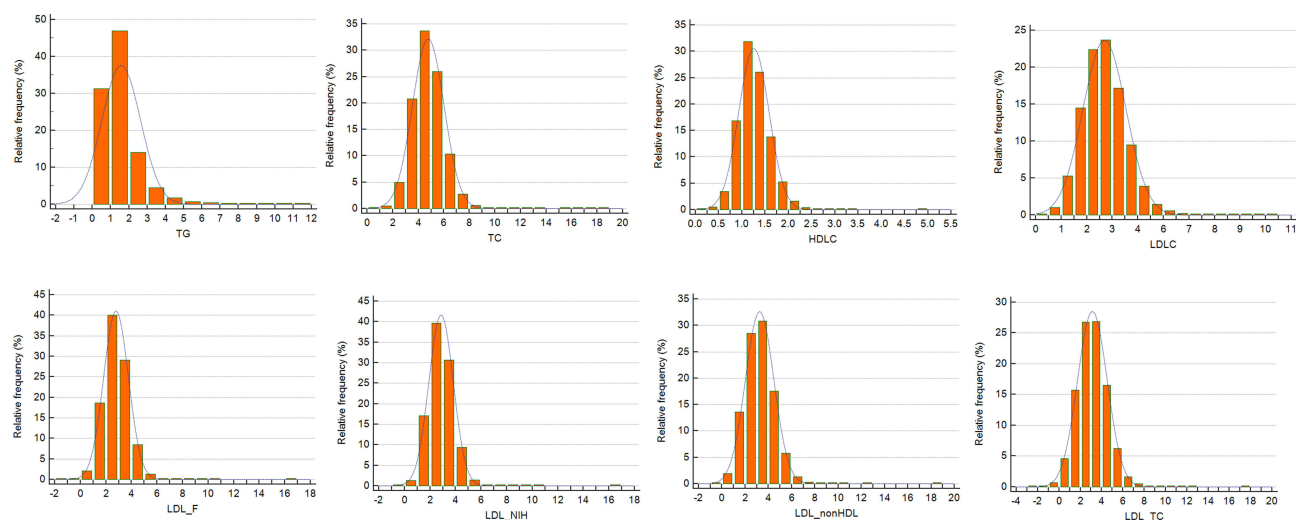 50
40
30
20
10
0
Relative frequency (%)
-2 -1 0 1 2 3 4 5 6 7 8 9 10 11 12
TG
35
30
25
20
15
10
5
0
Relative frequency (%)
0 2 4 6 8 10 12 14 16 18 20
TC
35
30
25
20
15
10
5
0
Relative frequency (%)
0.0 0.5 1.0 1.5 2.0 2.5 3.0 3.5 4.0 4.5 5.0 5.5
HDLC
25
20
15
10
5
0
Relative frequency (%)
0 1 2 3 4 5 6 7 8 9 10 11
LDLC
45
40
35
30
25
20
15
10
5
0
Relative frequency (%)
-2 0 2 4 6 8 10 12 14 16 18
LDL_F
45
40
35
30
25
20
15
10
5
0
Relative frequency (%)
-2 0 2 4 6 8 10 12 14 16 18
LDL_NIH
35
30
25
20
15
10
5
0
Relative frequency (%)
-2 0 2 4 6 8 10 12 14 16 18 20
LDL_nonHDL
30
25
20
15
10
5
0
Relative frequency (%)
-4 -2 0 2 4 6 8 10 12 14 16 18 20
LDL_TC